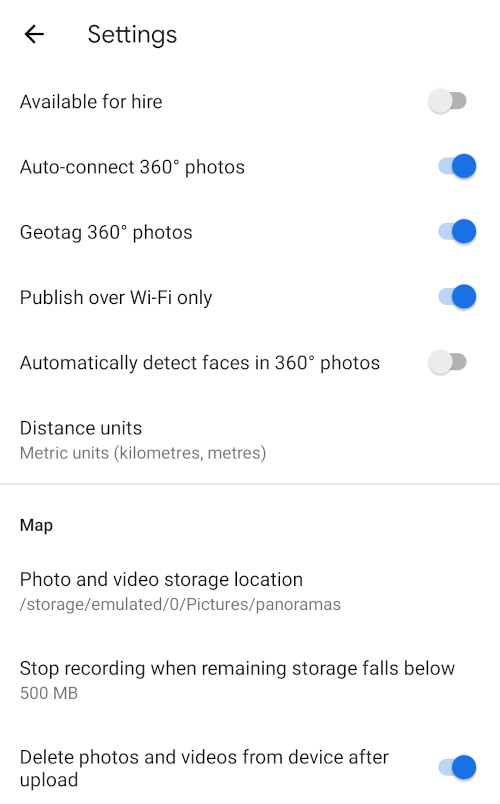 Settings
Available for hire
Auto-connect 360° photos
Geotag 360° photos
Publish over Wi-Fi only
Automatically detect faces in 360° photos
Distance units
Metric units (kilometres, metres)
Map
Photo and video storage location
/storage/emulated/0/Pictures/panoramas
Stop recording when remaining storage falls below
500 MB
Delete photos and videos from device after
upload